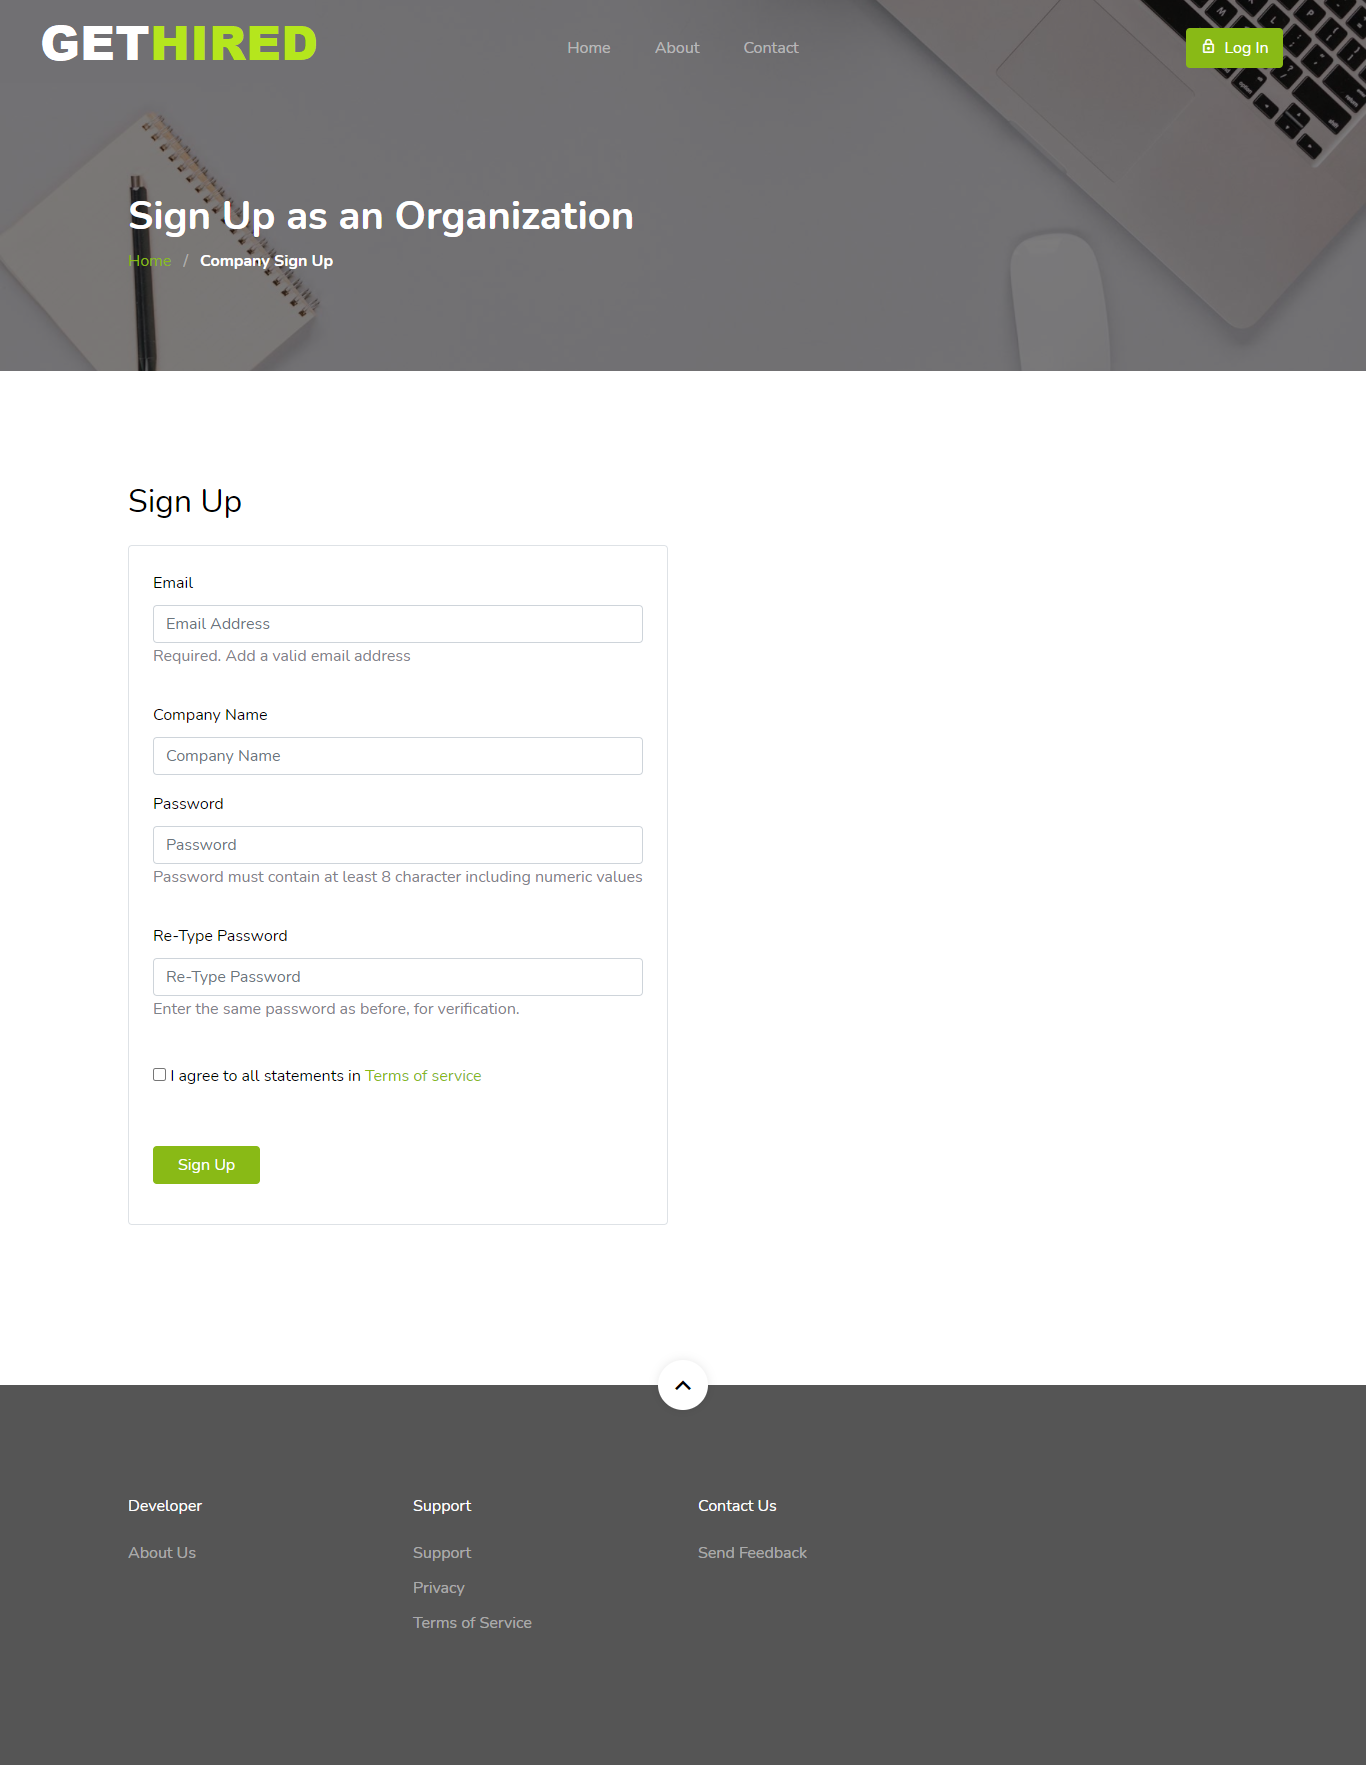 GETHIRED
Home About Contact
Log In
Sign Up as an Organization
Home / Company Sign Up
Sign Up
Email
Email Address
Required. Add a valid email address
Company Name
Company Name
Password
Password
Password must contain at least 8 character including numeric values
Re-Type Password
Re-Type Password
Enter the same password as before, for verification.
I agree to all statements in Terms of service
Sign Up
Developer
About Us
Support
Support
Privacy
Terms of Service
Contact Us
Send Feedback